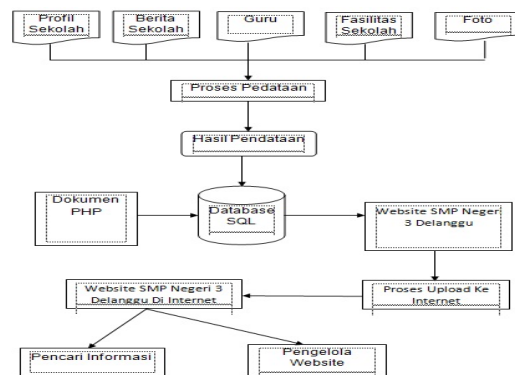 Profil
Sekolah
Berita
Sekolah
Guru
Fasilitas
Sekolah
Foto
Proses Pedataan
Hasil Pendataan
Dokumen
PHP
Database
SQL
Website SMP Neger
3 Delanggu
Website SMP Negeri 3
Delanggu Di Internet
Proses Upload Ke
Internet
Pencari Informasi
Pengelola
Website